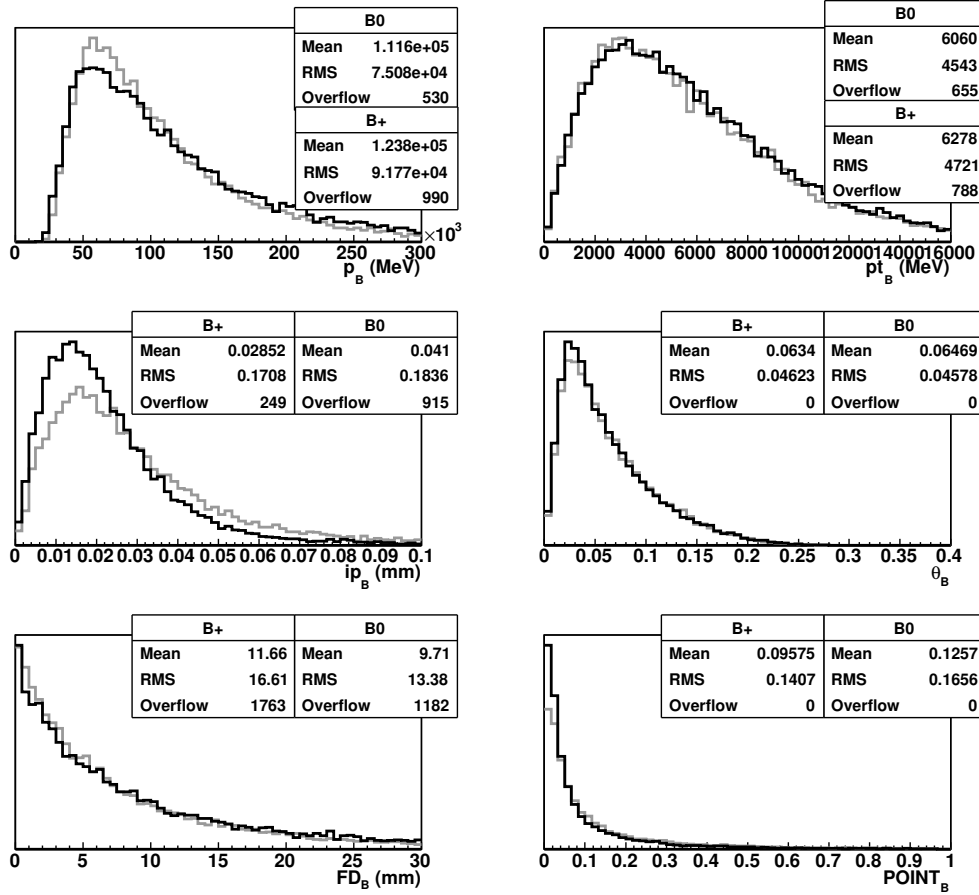 B0
Mean 1.116e+05
RMS 7.508e+04
Overflow 530
B+
Mean 1.238e+05
RMS 9.177e+04
Overflow 990
0 50 100 150 200 250 300
×10³
p_B (MeV)
B0
Mean 6060
RMS 4543
Overflow 655
B+
Mean 6278
RMS 4721
Overflow 788
0 2000 4000 6000 8000 10000 12000 14000 16000
pt_B (MeV)
B+ B0
Mean 0.02852 Mean 0.041
RMS 0.1708 RMS 0.1836
Overflow 249 Overflow 915
0 0.01 0.02 0.03 0.04 0.05 0.06 0.07 0.08 0.09 0.1
ip_B (mm)
B+ B0
Mean 0.0634 Mean 0.06469
RMS 0.04623 RMS 0.04578
Overflow 0 Overflow 0
0 0.05 0.1 0.15 0.2 0.25 0.3 0.35 0.4
θ_B
B+ B0
Mean 11.66 Mean 9.71
RMS 16.61 RMS 13.38
Overflow 1763 Overflow 1182
0 5 10 15 20 25 30
FD_B (mm)
B+ B0
Mean 0.09575 Mean 0.1257
RMS 0.1407 RMS 0.1656
Overflow 0 Overflow 0
0 0.1 0.2 0.3 0.4 0.5 0.6 0.7 0.8 0.9 1
POINT_B